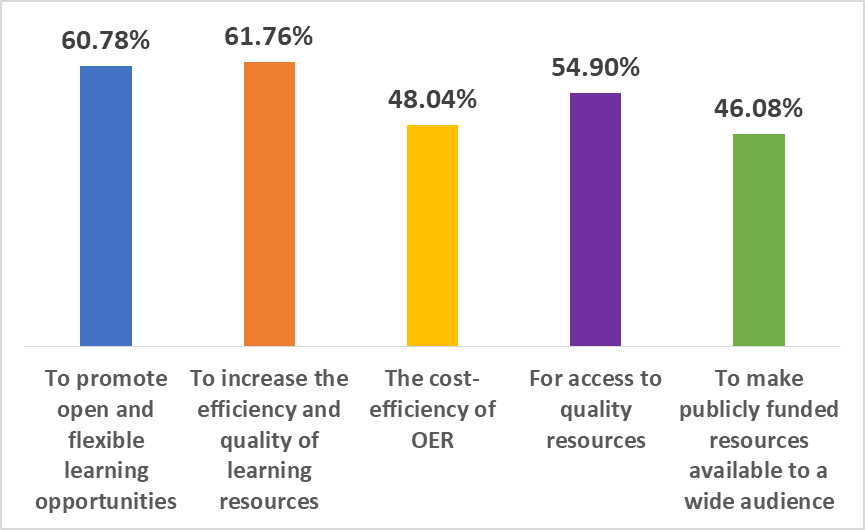 60.78%
61.76%
48.04%
54.90%
46.08%
To promote
open and
flexible
learning
opportunities
To increase the
efficiency and
quality of
learning
resources
The cost-
efficiency of
OER
For access to
quality
resources
To make
publicly funded
resources
available to a
wide audience